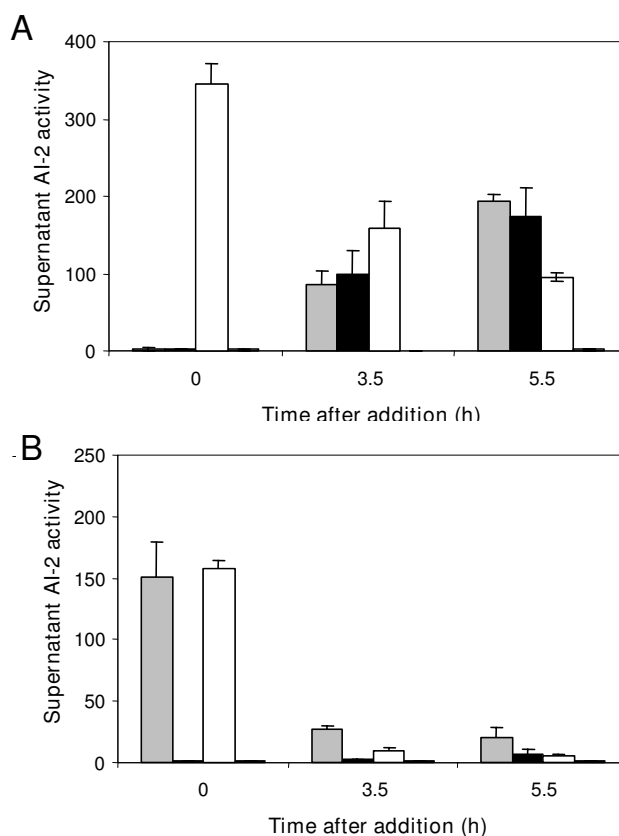 A
400
300
200
100
0
Supernatant AI-2 activity
0 3.5 5.5
Time after addition (h)
B
250
200
150
100
50
0
Supernatant AI-2 activity
0 3.5 5.5
Time after addition (h)